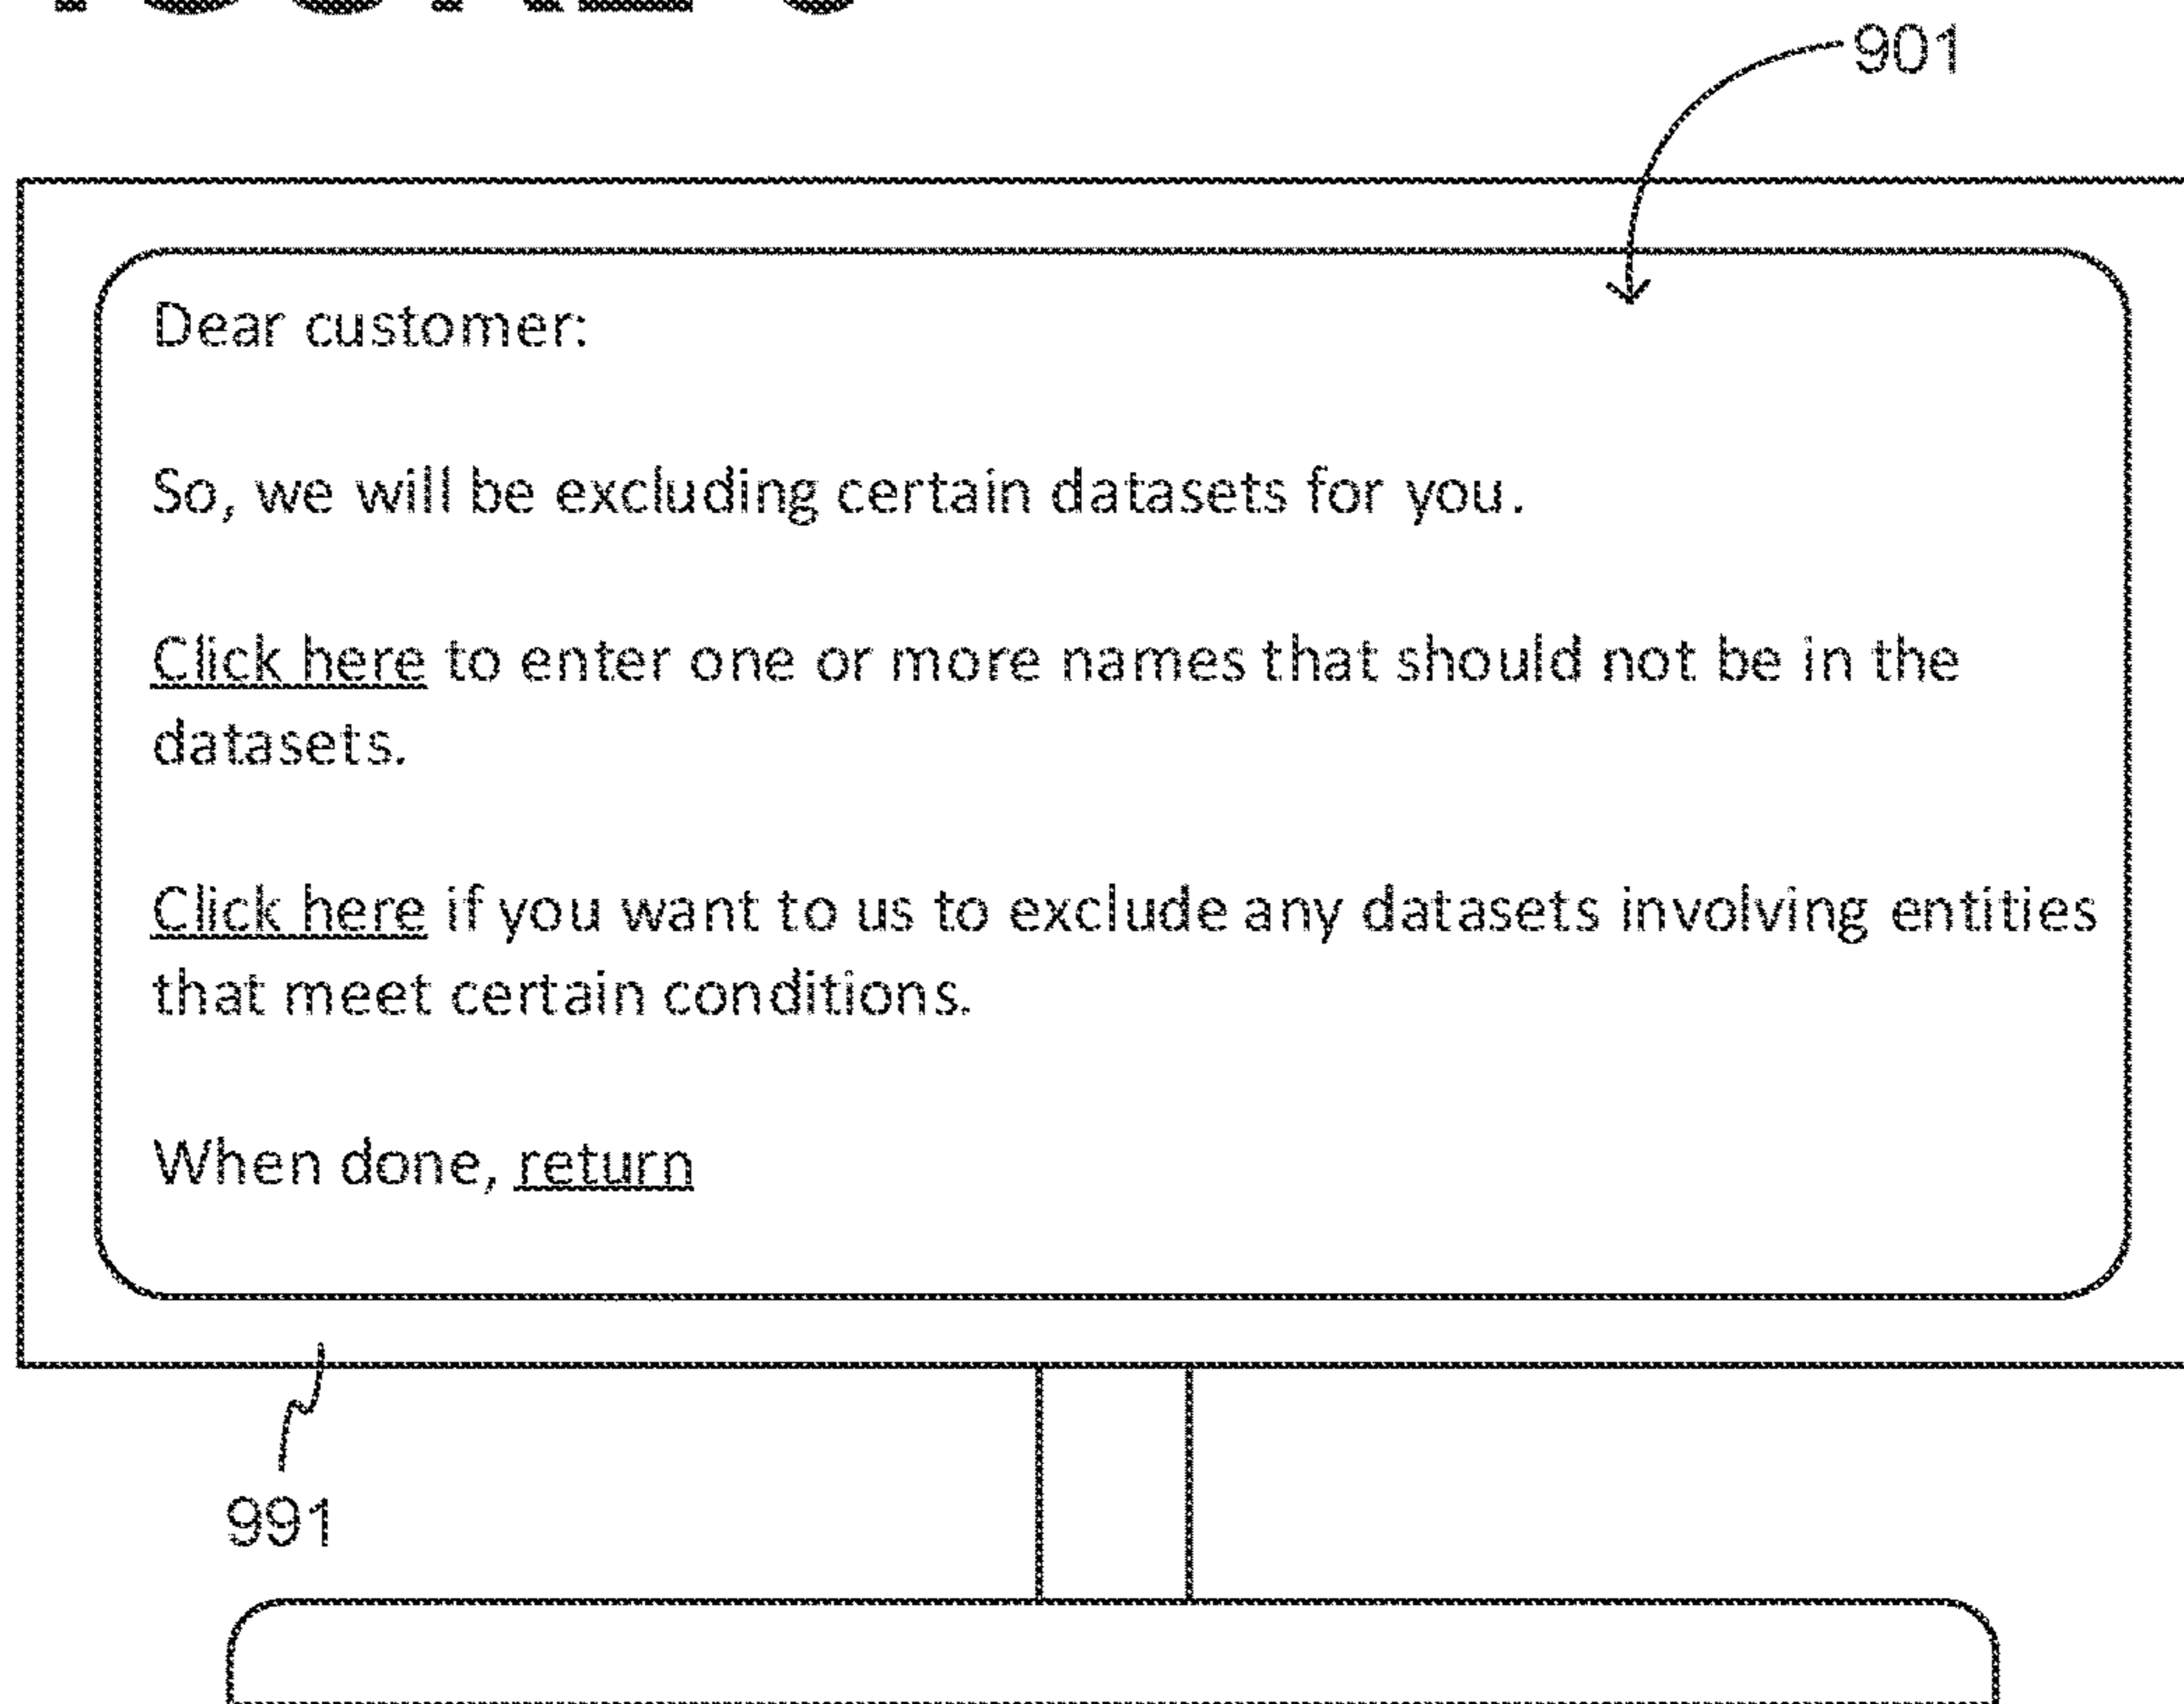 901
Dear customer:
So, we will be excluding certain datasets for you.
Click here to enter one or more names that should not be in the
datasets.
Click here if you want to us to exclude any datasets involving entities
that meet certain conditions.
When done, return
991